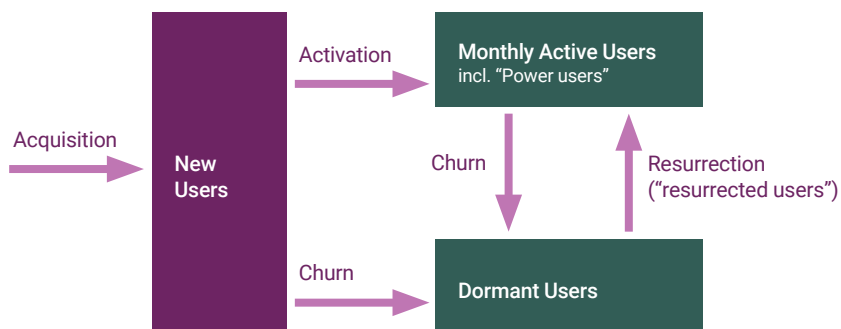 Acquisition
New
Users
Activation
Monthly Active Users
incl. “Power users”
Churn
Resurrection
(“resurrected users”)
Churn
Dormant Users